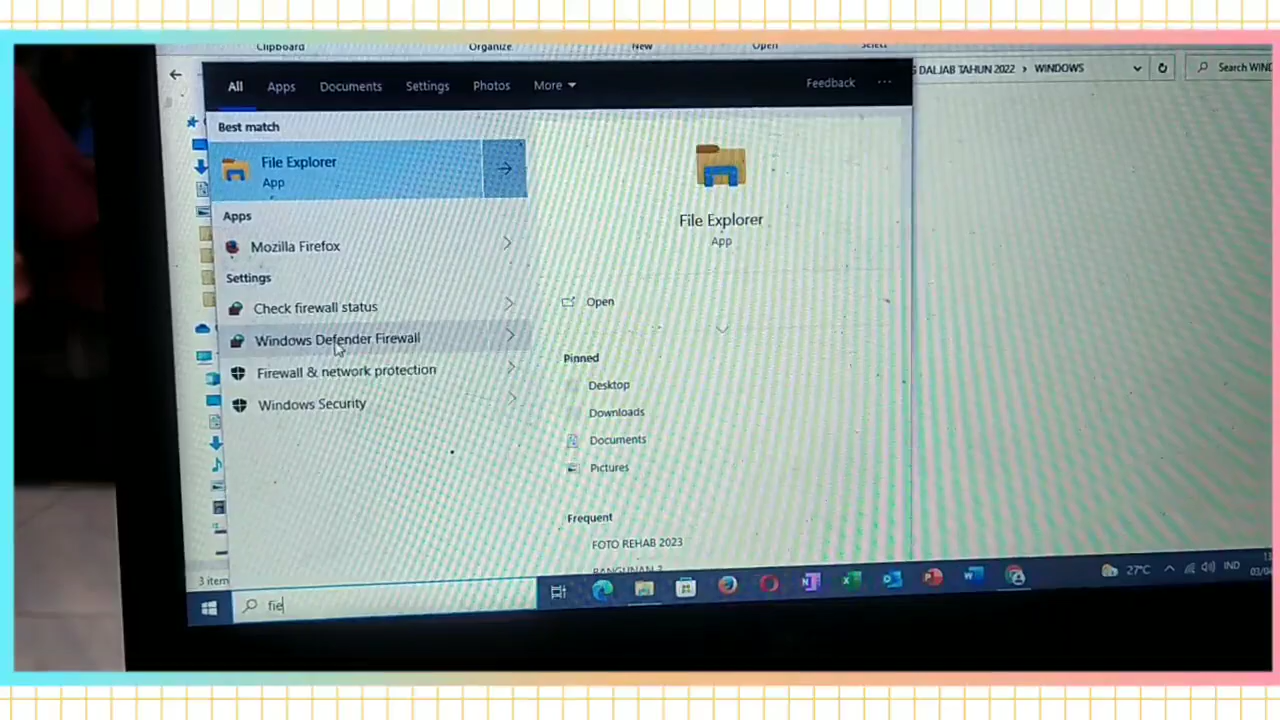 Clipboard Organize New Open Select
DALJAB TAHUN 2022 › WINDOWS Search WIND
All Apps Documents Settings Photos More Feedback ...
Best match
File Explorer
App
Apps
Mozilla Firefox
Settings
Check firewall status
Windows Defender Firewall
Firewall & network protection
Windows Security
File Explorer
App
Open
Pinned
Desktop
Downloads
Documents
Pictures
Frequent
FOTO REHAB 2023
BANGUNAN 2
3 item
fie
27°C IND
03/04